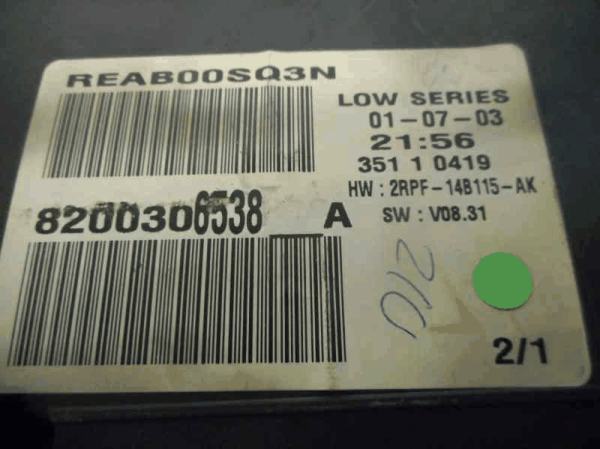 REAB00SQ3N
LOW SERIES
01-07-03
21:56
351 1 0419
HW : 2RPF-14B115-AK
8200306538___A
SW : V08.31
210
2/1